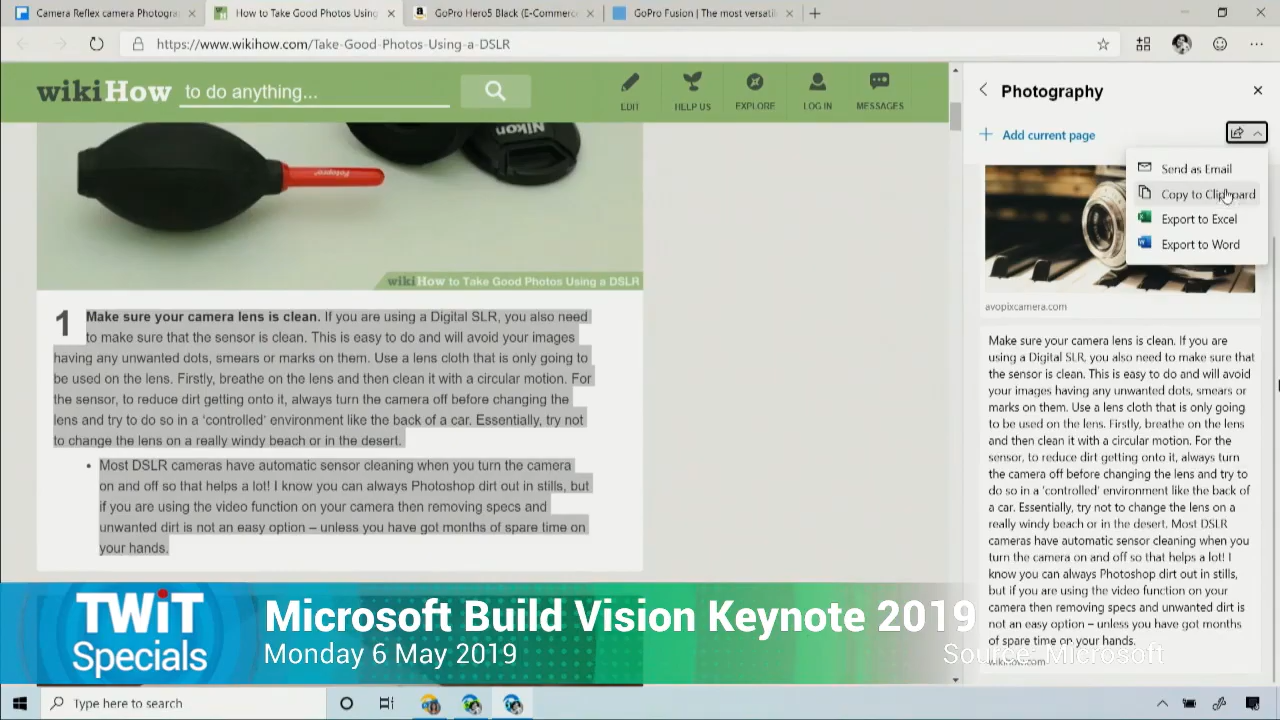 Camera Reflex camera Photogra
How to Take Good Photos Using
GoPro Hero5 Black (E-Commerce
GoPro Fusion | The most versatil
https://www.wikihow.com/Take-Good-Photos-Using-a-DSLR
wikiHow to do anything...
EDIT
HELP US
EXPLORE
LOG IN
MESSAGES
Nikon
Fotopro
wikiHow to Take Good Photos Using a DSLR
1 Make sure your camera lens is clean. If you are using a Digital SLR, you also need
to make sure that the sensor is clean. This is easy to do and will avoid your images
having any unwanted dots, smears or marks on them. Use a lens cloth that is only going to
be used on the lens. Firstly, breathe on the lens and then clean it with a circular motion. For
the sensor, to reduce dirt getting onto it, always turn the camera off before changing the
lens and try to do so in a ‘controlled’ environment like the back of a car. Essentially, try not
to change the lens on a really windy beach or in the desert.
• Most DSLR cameras have automatic sensor cleaning when you turn the camera
on and off so that helps a lot! I know you can always Photoshop dirt out in stills, but
if you are using the video function on your camera then removing specs and
unwanted dirt is not an easy option – unless you have got months of spare time on
your hands.
Photography
Add current page
Send as Email
Copy to Clipboard
Export to Excel
Export to Word
avopixcamera.com
Make sure your camera lens is clean. If you are
using a Digital SLR, you also need to make sure that
the sensor is clean. This is easy to do and will avoid
your images having any unwanted dots, smears or
marks on them. Use a lens cloth that is only going
to be used on the lens. Firstly, breathe on the lens
and then clean it with a circular motion. For the
sensor, to reduce dirt getting onto it, always turn
the camera off before changing the lens and try to
do so in a ‘controlled’ environment like the back of
a car. Essentially, try not to change the lens on a
really windy beach or in the desert. Most DSLR
cameras have automatic sensor cleaning when you
turn the camera on and off so that helps a lot! I
know you can always Photoshop dirt out in stills,
but if you are using the video function on your
camera then removing specs and unwanted dirt is
not an easy option – unless you have got months
of spare time on your hands.
wikihow.com
TWiT
Specials
Microsoft Build Vision Keynote 2019
Monday 6 May 2019
Source: Microsoft
Type here to search